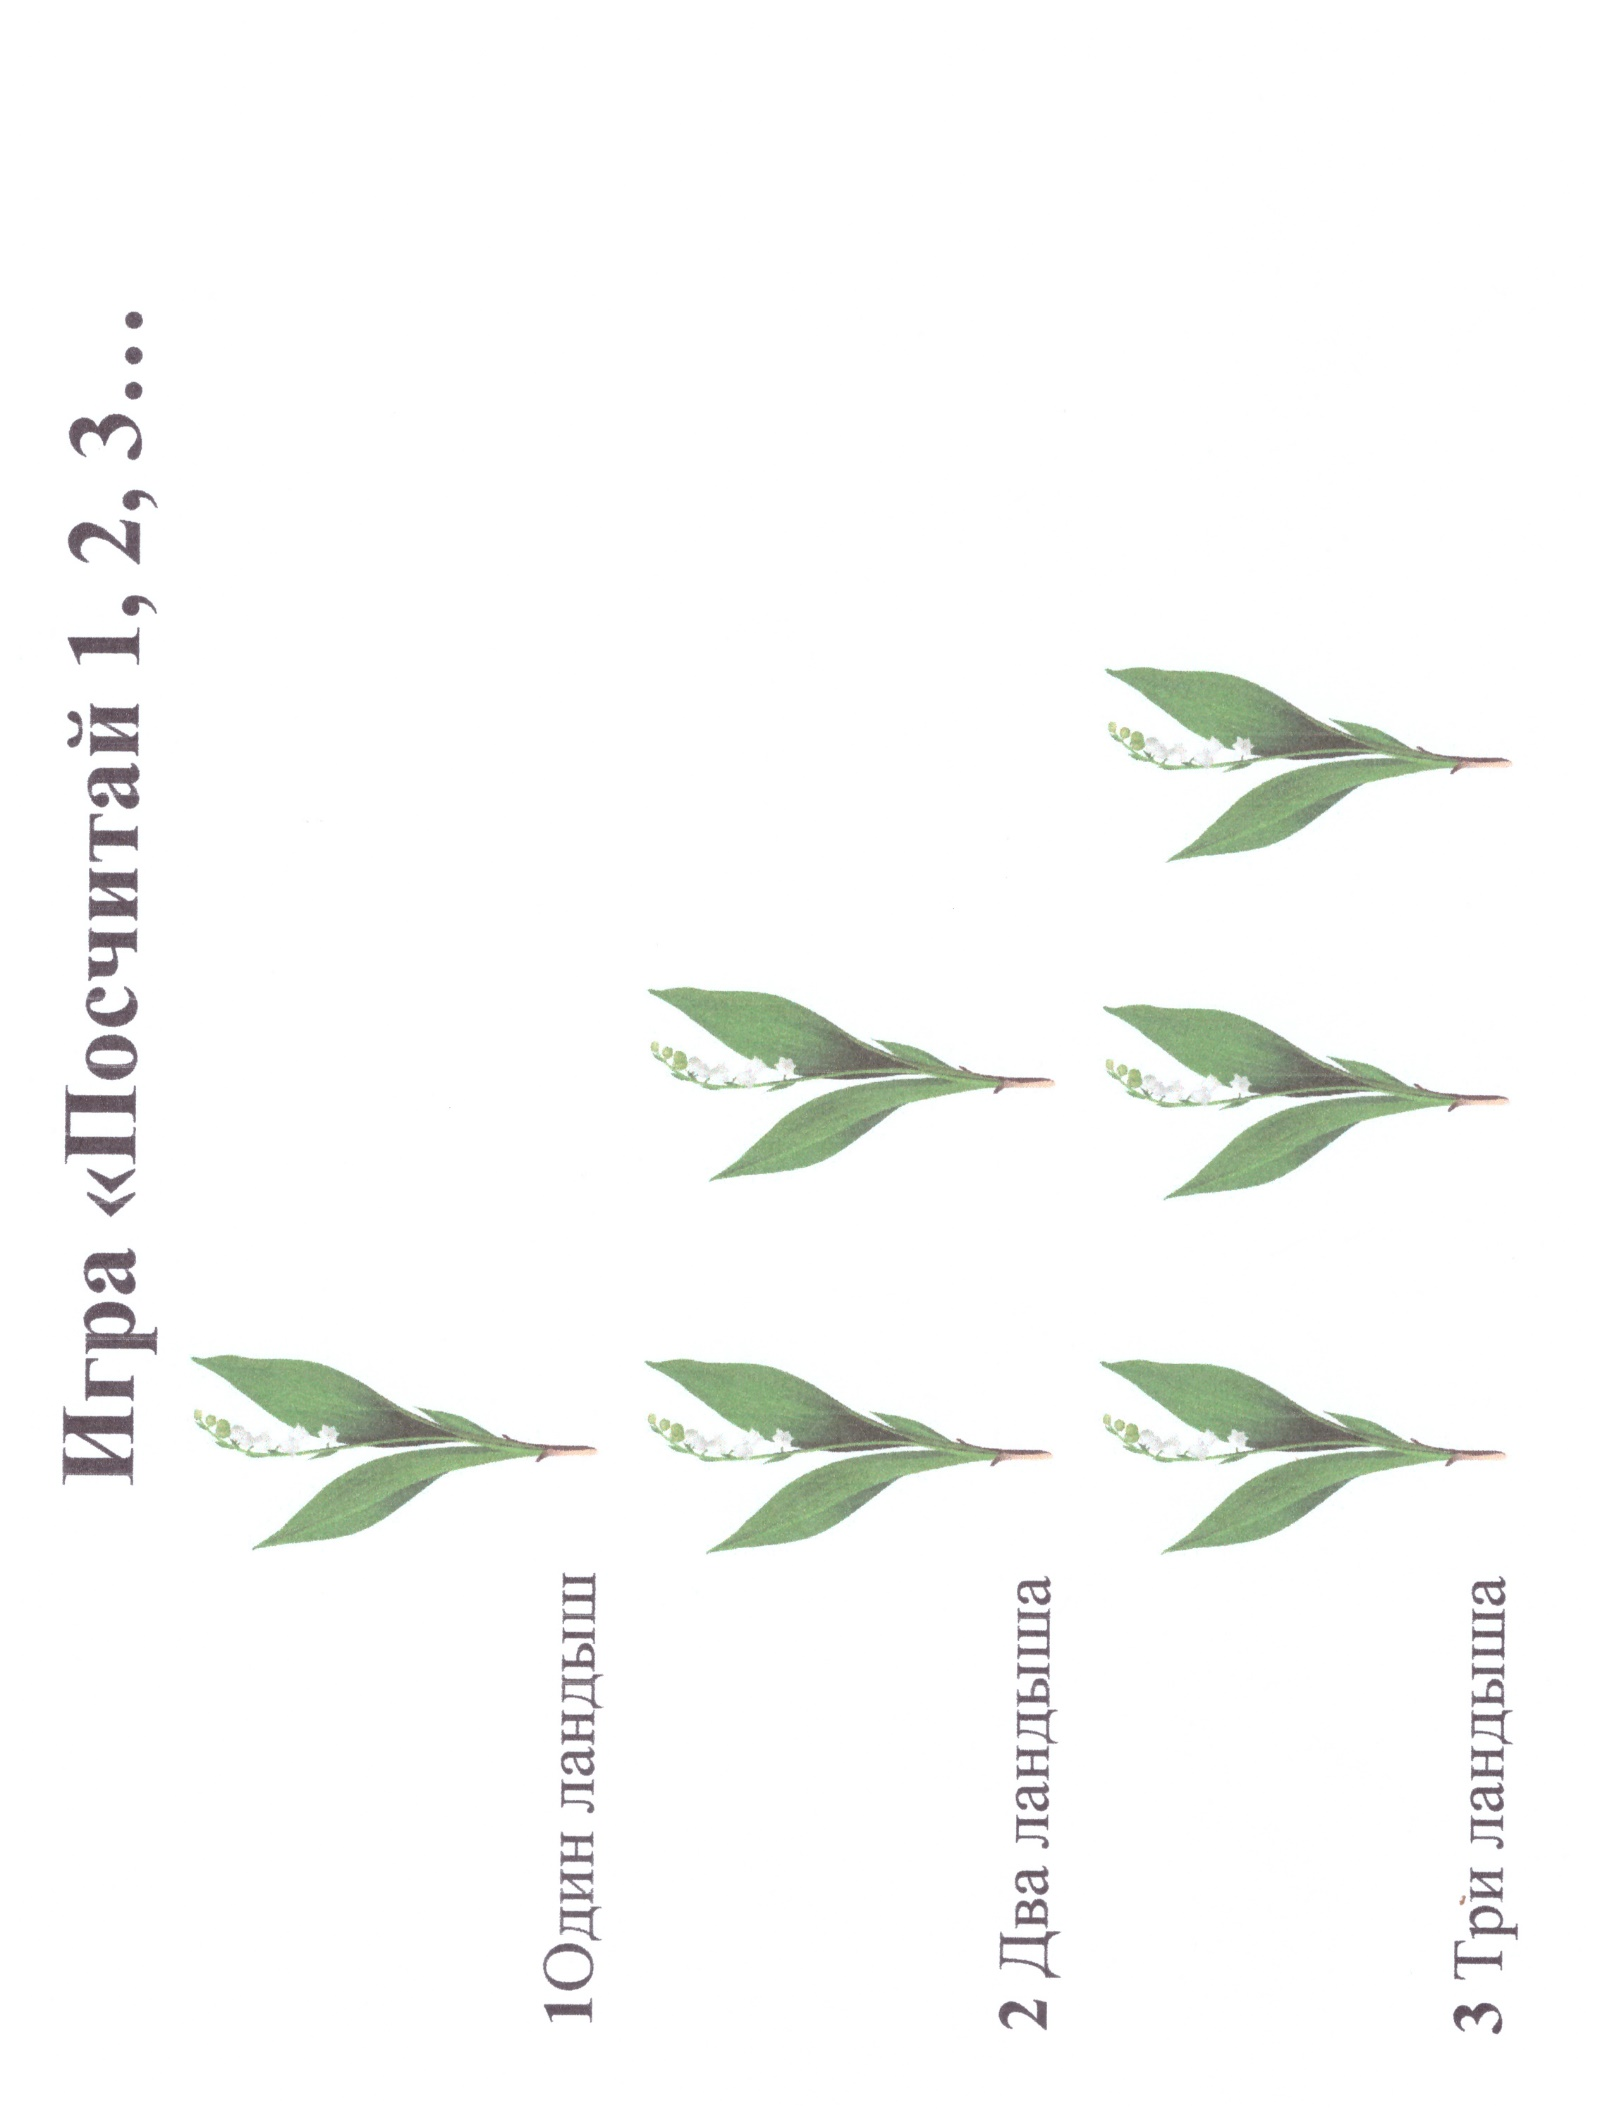 Игра «Посчитай 1, 2, 3…
1Один ландыш
2 Два ландыша
3 Три ландыша